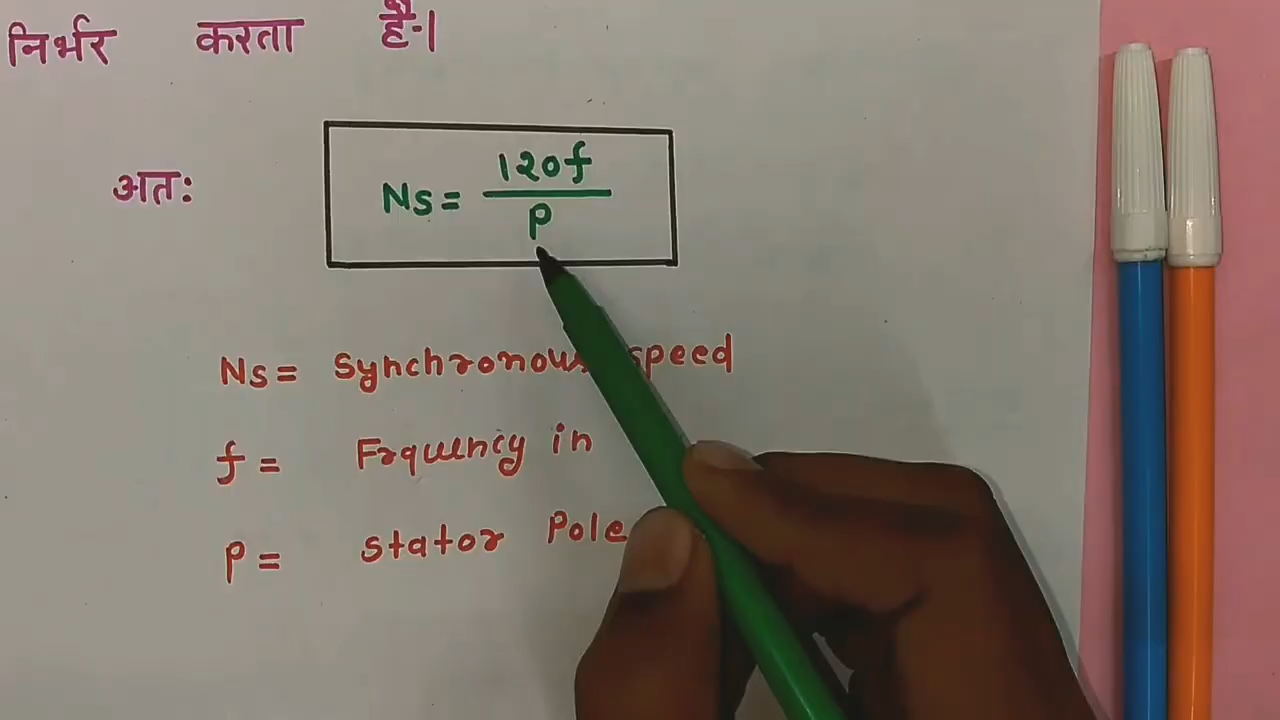 निर्भर करता है-।
अतः
Ns = 120f / P
Ns = Synchronous speed
f = Frquency in
P = Stator Pole